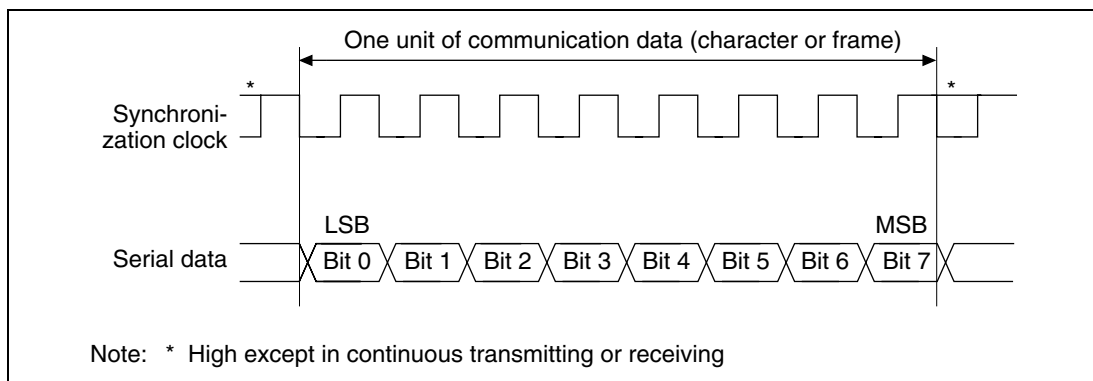 One unit of communication data (character or frame)
*
*
Synchroni-
zation clock
LSB
MSB
Serial data
Bit 0 Bit 1 Bit 2 Bit 3 Bit 4 Bit 5 Bit 6 Bit 7
Note: * High except in continuous transmitting or receiving